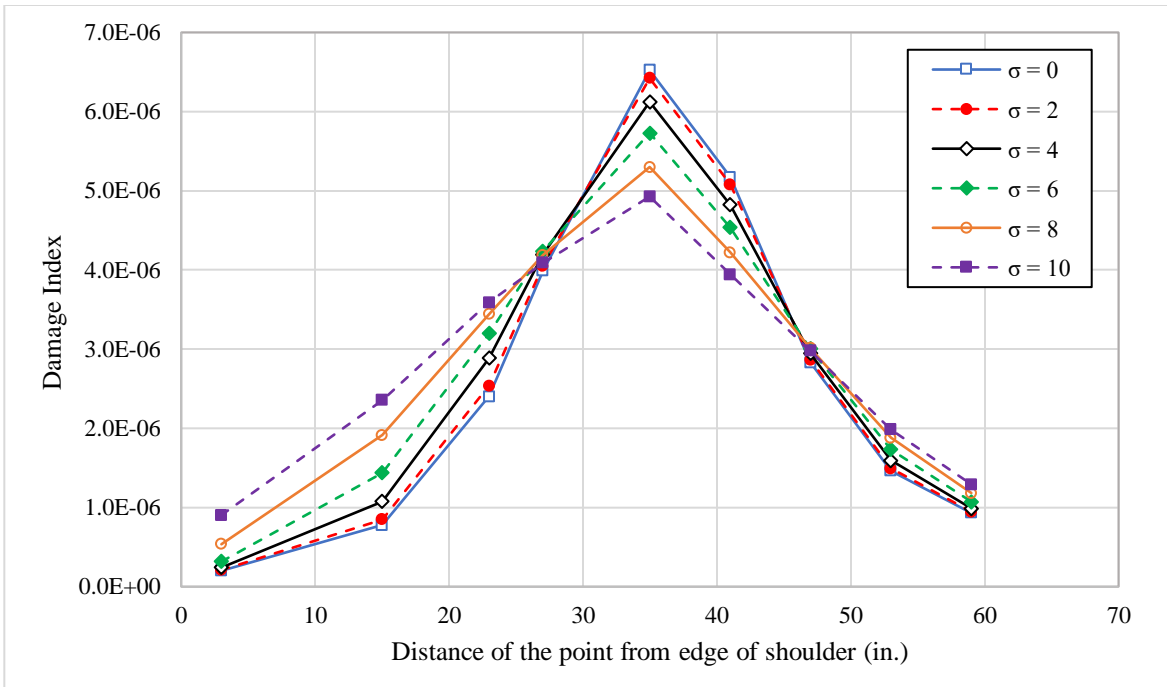 7.0E-06
6.0E-06
5.0E-06
4.0E-06
3.0E-06
2.0E-06
1.0E-06
0.0E+00
Damage Index
0 10 20 30 40 50 60 70
Distance of the point from edge of shoulder (in.)
σ = 0
σ = 2
σ = 4
σ = 6
σ = 8
σ = 10